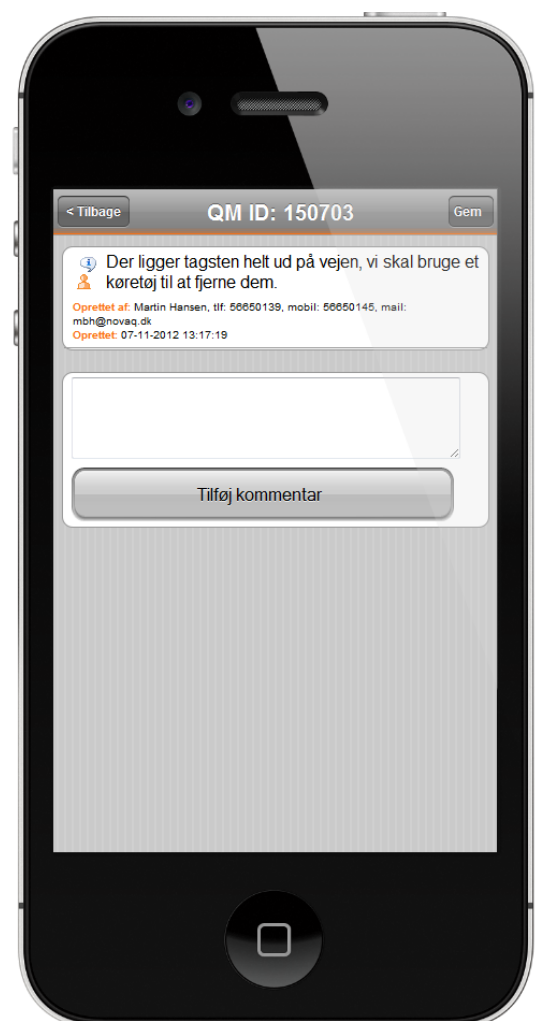 < Tilbage
QM ID: 150703
Gem
Der ligger tagsten helt ud på vejen, vi skal bruge et
køretøj til at fjerne dem.
Oprettet af: Martin Hansen, tlf: 56650139, mobil: 56650145, mail:
mbh@novaq.dk
Oprettet: 07-11-2012 13:17:19
Tilføj kommentar